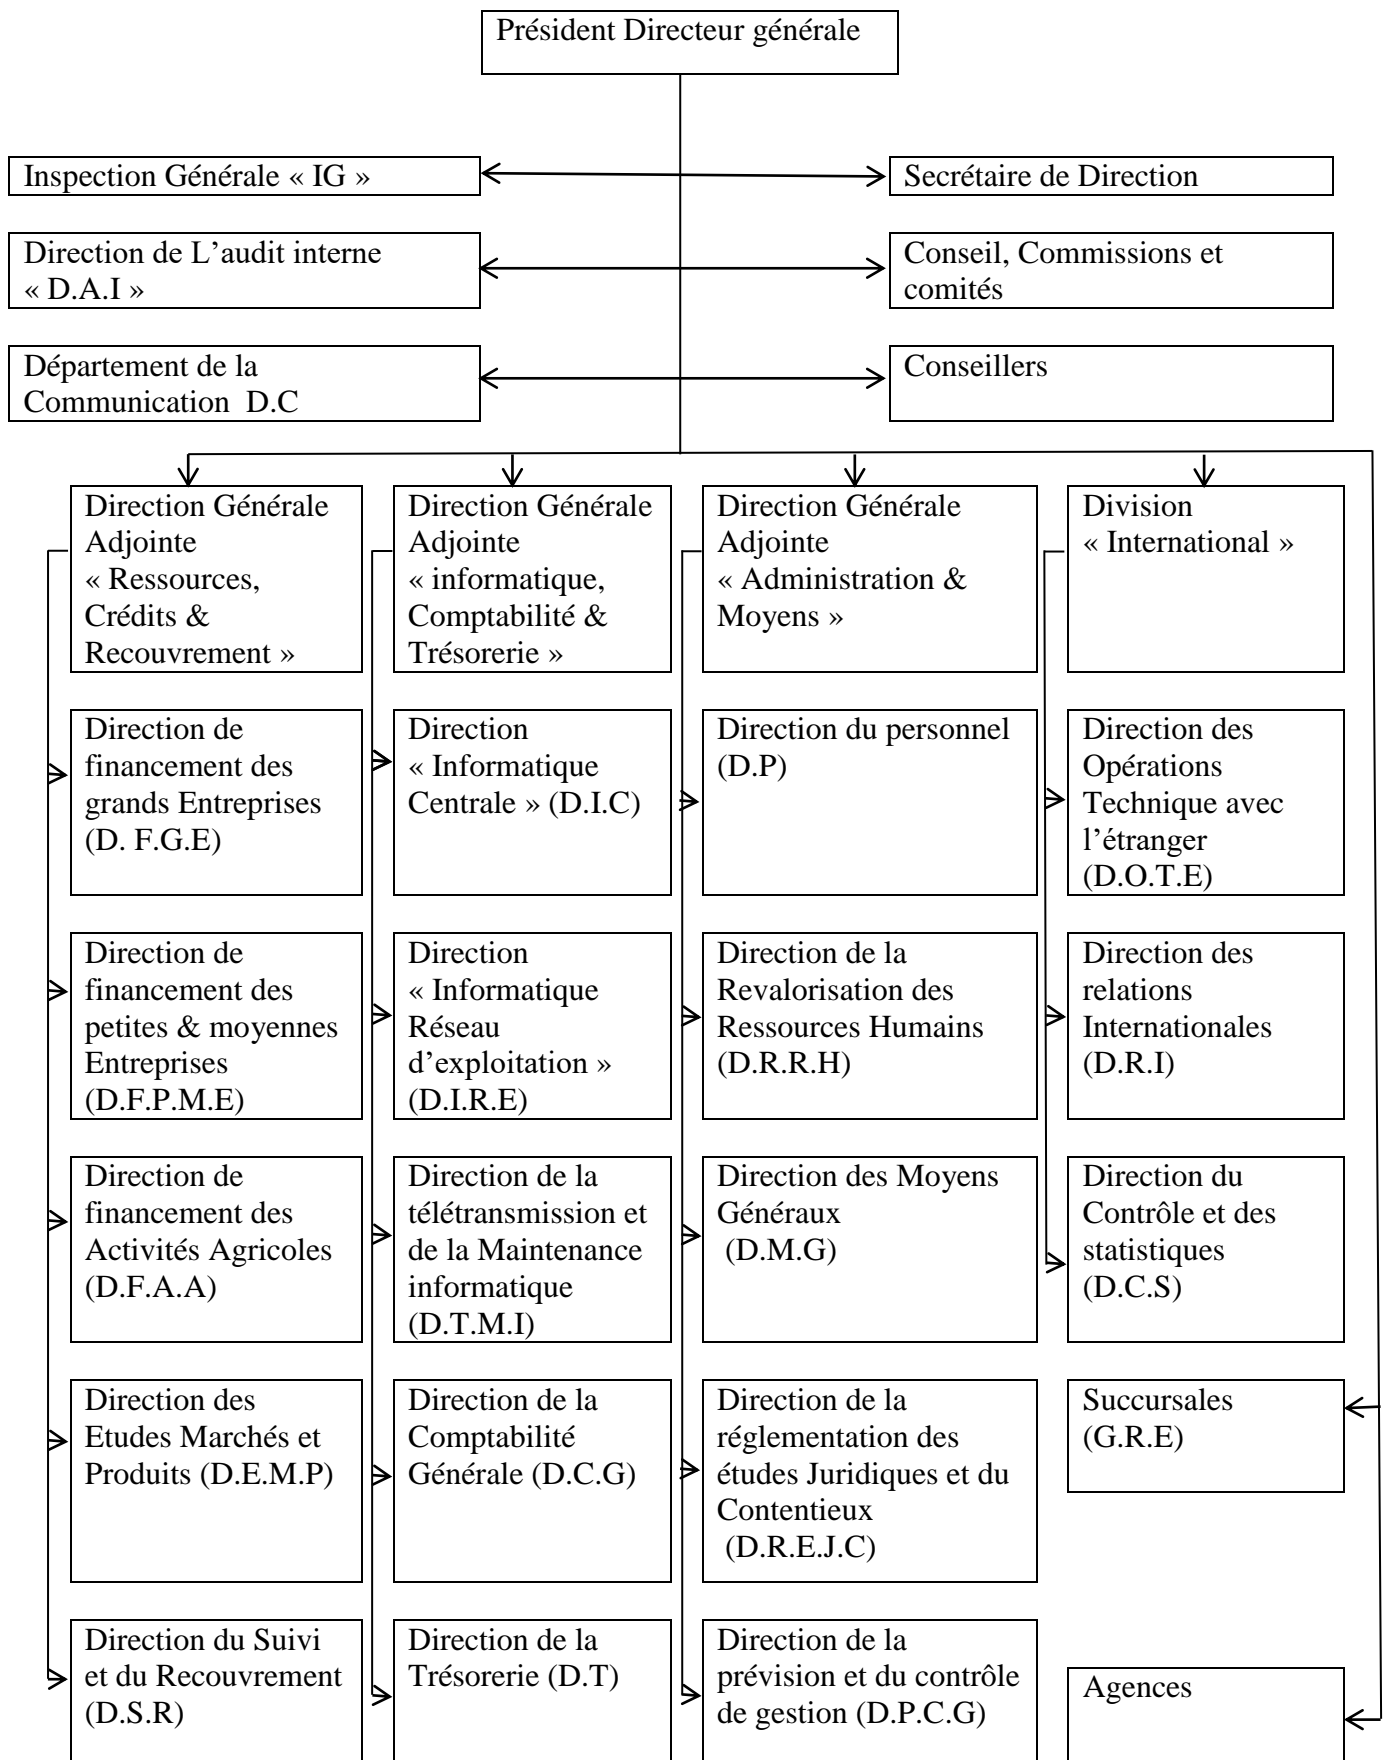 Président Directeur générale
Inspection Générale « IG »
Secrétaire de Direction
Direction de L’audit interne
« D.A.I »
Conseil, Commissions et
comités
Département de la
Communication D.C
Conseillers
Direction Générale
Adjointe
« Ressources,
Crédits &
Recouvrement »
Direction Générale
Adjointe
« informatique,
Comptabilité &
Trésorerie »
Direction Générale
Adjointe
« Administration &
Moyens »
Division
« International »
Direction de
financement des
grands Entreprises
(D. F.G.E)
Direction
« Informatique
Centrale » (D.I.C)
Direction du personnel
(D.P)
Direction des
Opérations
Technique avec
l’étranger
(D.O.T.E)
Direction de
financement des
petites & moyennes
Entreprises
(D.F.P.M.E)
Direction
« Informatique
Réseau
d’exploitation »
(D.I.R.E)
Direction de la
Revalorisation des
Ressources Humains
(D.R.R.H)
Direction des
relations
Internationales
(D.R.I)
Direction de
financement des
Activités Agricoles
(D.F.A.A)
Direction de la
télétransmission et
de la Maintenance
informatique
(D.T.M.I)
Direction des Moyens
Généraux
(D.M.G)
Direction du
Contrôle et des
statistiques
(D.C.S)
Direction des
Etudes Marchés et
Produits (D.E.M.P)
Direction de la
Comptabilité
Générale (D.C.G)
Direction de la
réglementation des
études Juridiques et du
Contentieux
(D.R.E.J.C)
Succursales
(G.R.E)
Direction du Suivi
et du Recouvrement
(D.S.R)
Direction de la
Trésorerie (D.T)
Direction de la
prévision et du contrôle
de gestion (D.P.C.G)
Agences